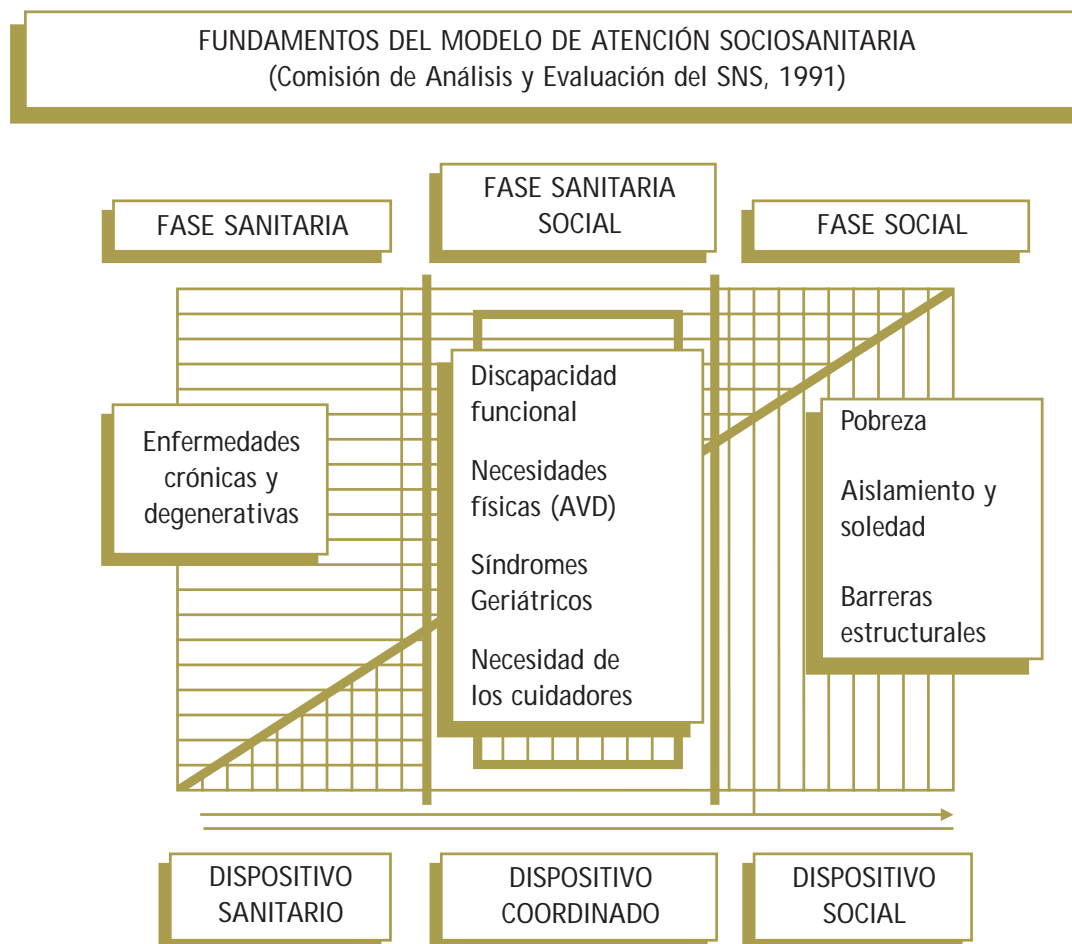 FUNDAMENTOS DEL MODELO DE ATENCIÓN SOCIOSANITARIA
(Comisión de Análisis y Evaluación del SNS, 1991)
FASE SANITARIA
FASE SANITARIA
SOCIAL
FASE SOCIAL
Enfermedades
crónicas y
degenerativas
Discapacidad
funcional
Necesidades
físicas (AVD)
Síndromes
Geriátricos
Necesidad de
los cuidadores
Pobreza
Aislamiento y
soledad
Barreras
estructurales
DISPOSITIVO
SANITARIO
DISPOSITIVO
COORDINADO
DISPOSITIVO
SOCIAL